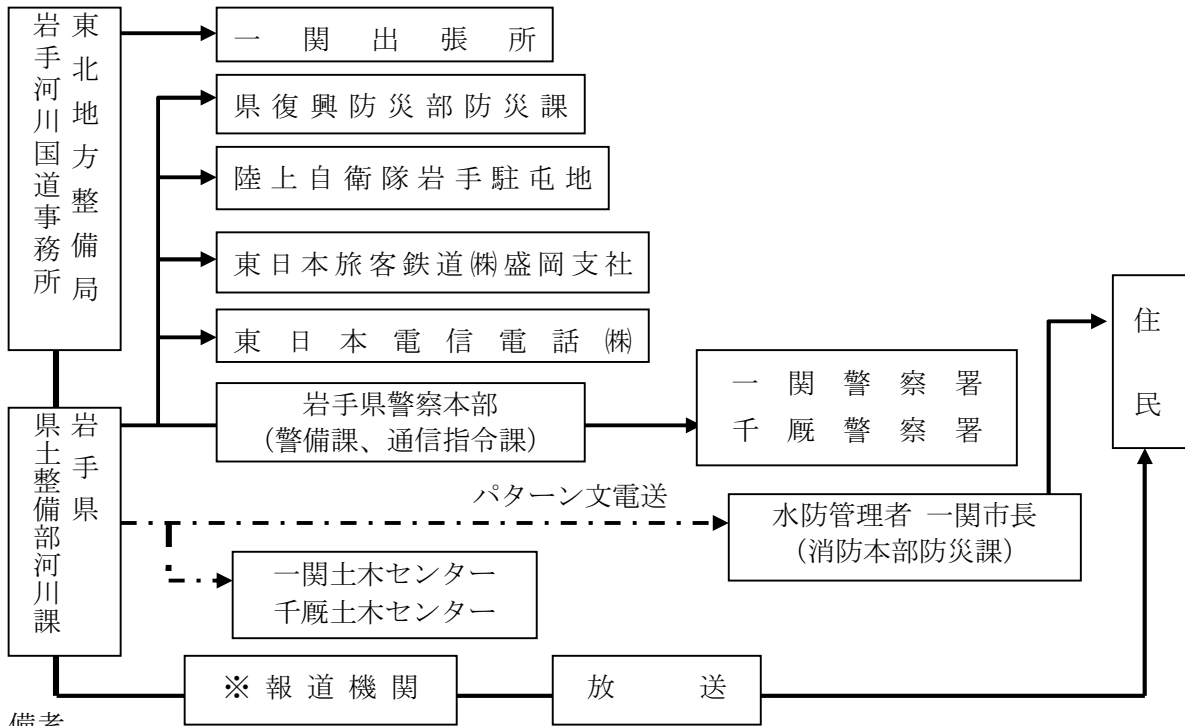 東北地方整備局
岩手河川国道事務所
一関出張所
県復興防災部防災課
陸上自衛隊岩手駐屯地
東日本旅客鉄道㈱盛岡支社
東日本電信電話㈱
岩手県
県土整備部河川課
岩手県警察本部
(警備課、通信指令課)
一関警察署
千厩警察署
住民
パターン文電送
水防管理者 一関市長
(消防本部防災課)
一関土木センター
千厩土木センター
※報道機関
放送
備考